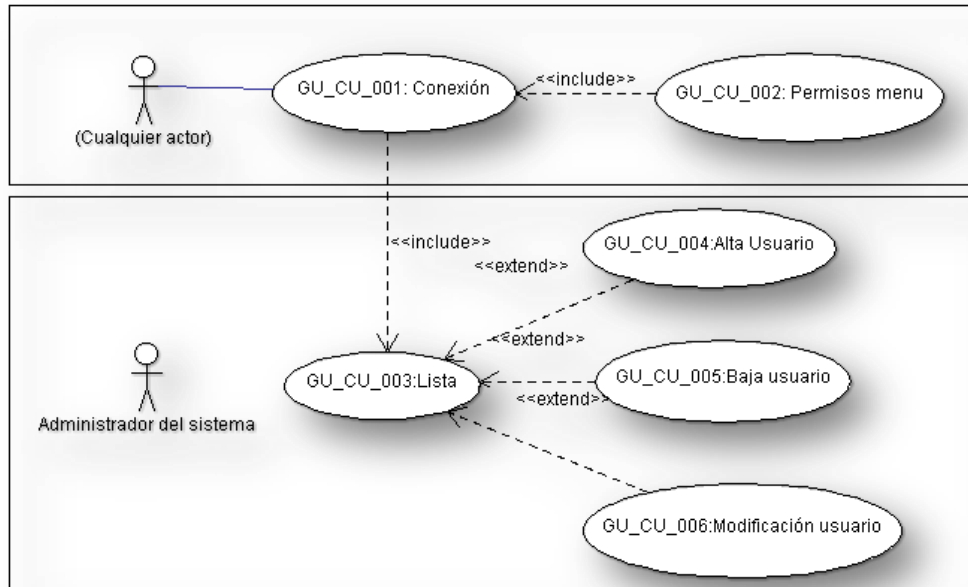 GU_CU_001: Conexión
<<include>>
GU_CU_002: Permisos menu
(Cualquier actor)
<<include>>
GU_CU_004:Alta Usuario
<<extend>>
<<extend>>
GU_CU_003:Lista
GU_CU_005:Baja usuario
<<extend>>
Administrador del sistema
GU_CU_006:Modificación usuario